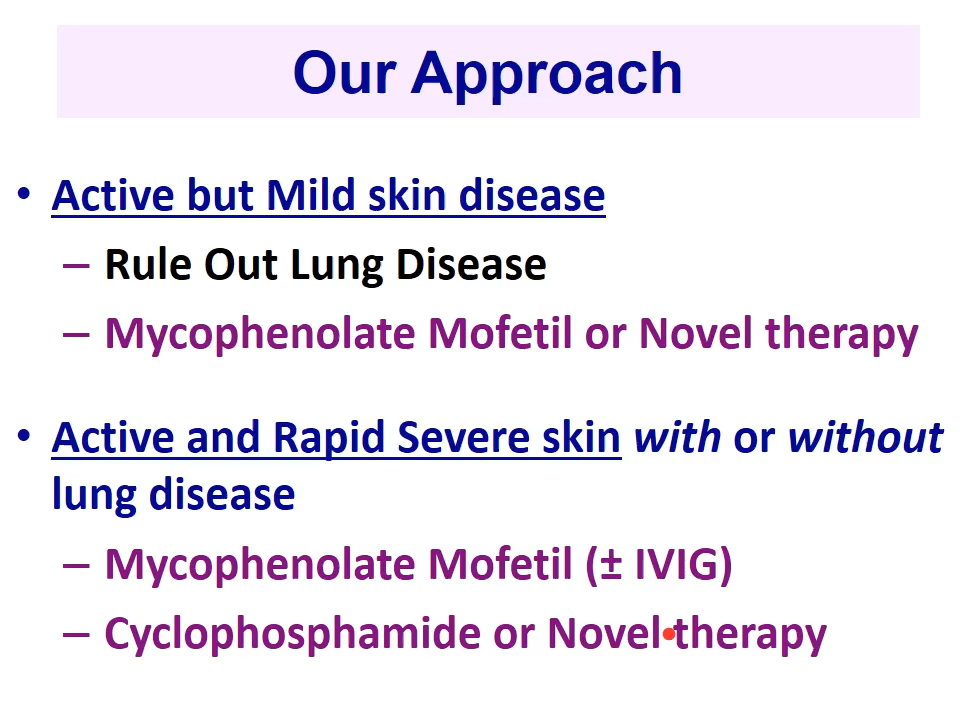 Our Approach
• Active but Mild skin disease
– Rule Out Lung Disease
– Mycophenolate Mofetil or Novel therapy
• Active and Rapid Severe skin with or without
lung disease
– Mycophenolate Mofetil (± IVIG)
– Cyclophosphamide or Novel therapy